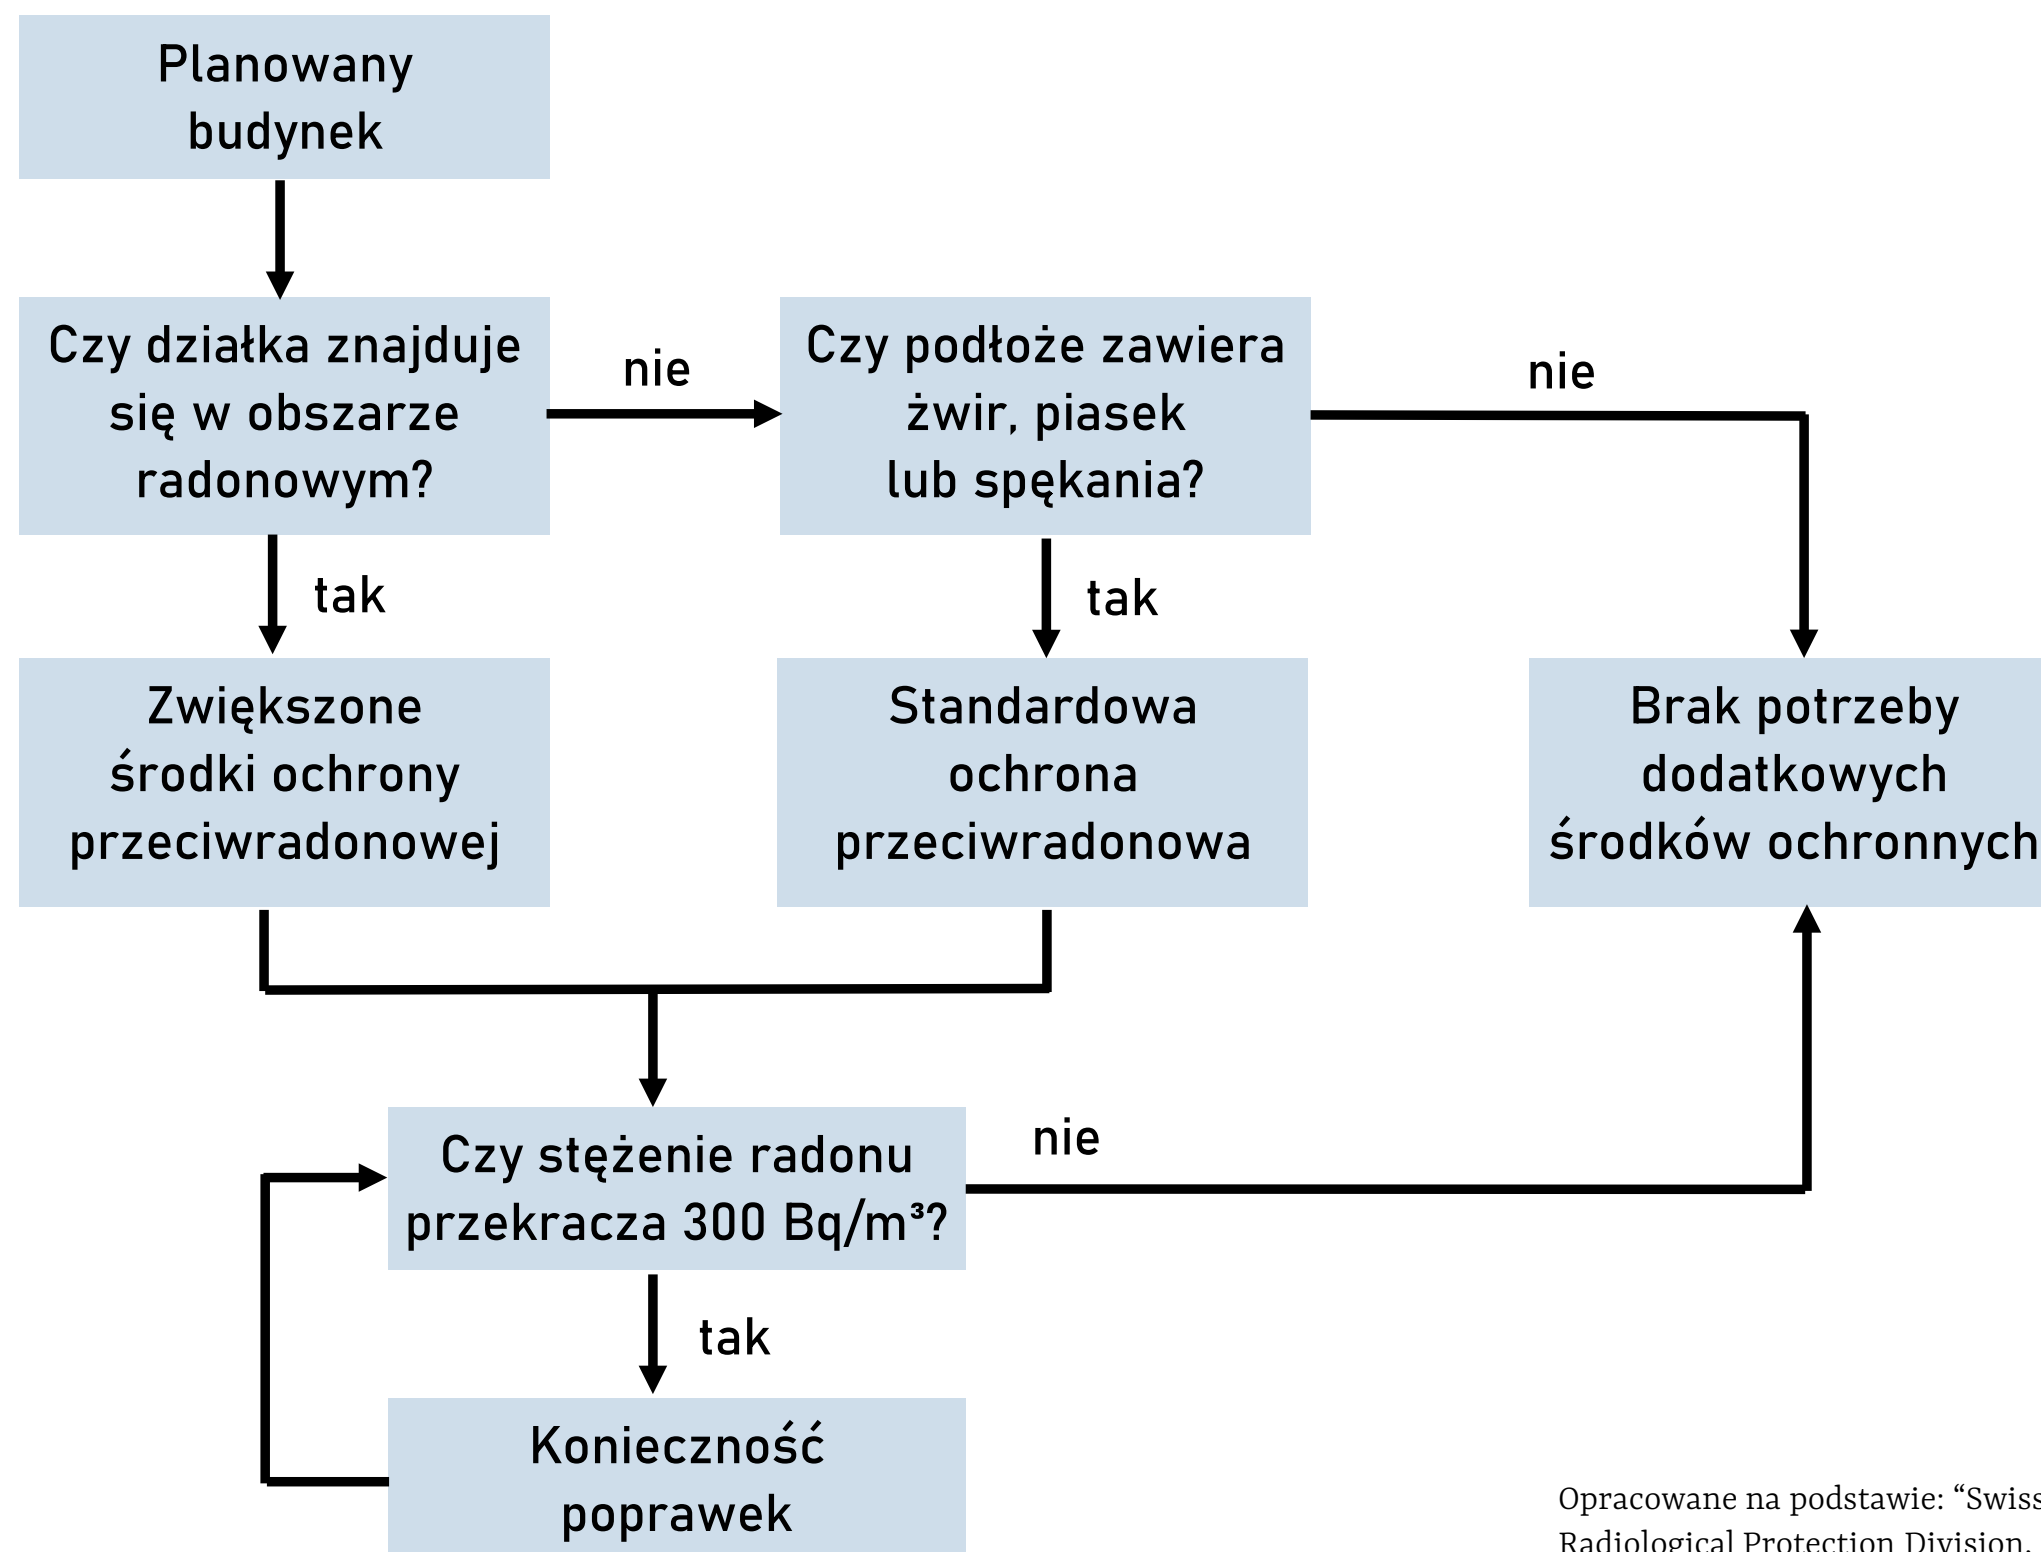 Planowany
budynek
Czy działka znajduje
się w obszarze
radonowym?
nie
Czy podłoże zawiera
żwir, piasek
lub spękania?
nie
tak
tak
Zwiększone
środki ochrony
przeciwradonowej
Standardowa
ochrona
przeciwradonowa
Brak potrzeby
dodatkowych
środków ochronnych
Czy stężenie radonu
przekracza 300 Bq/m³?
nie
tak
Konieczność
poprawek
Opracowane na podstawie: “Swiss
Radiological Protection Division,